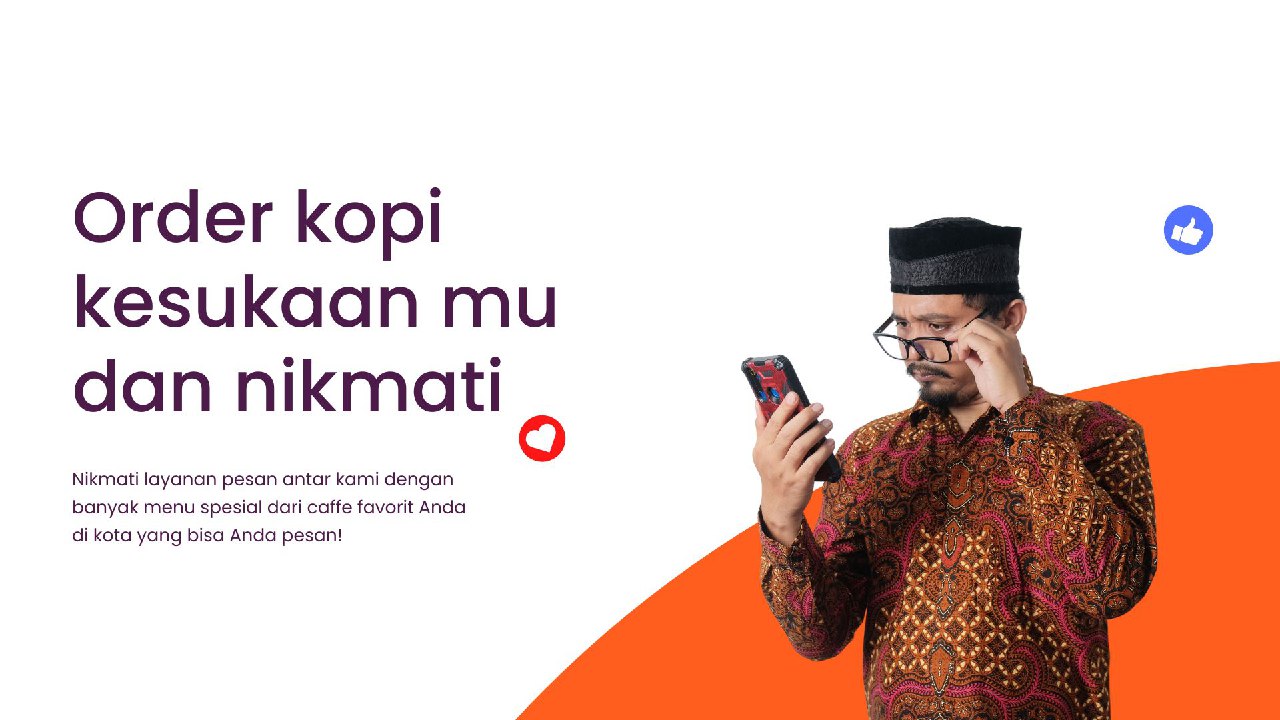 Order kopi
kesukaan mu
dan nikmati
Nikmati layanan pesan antar kami dengan
banyak menu spesial dari caffe favorit Anda
di kota yang bisa Anda pesan!